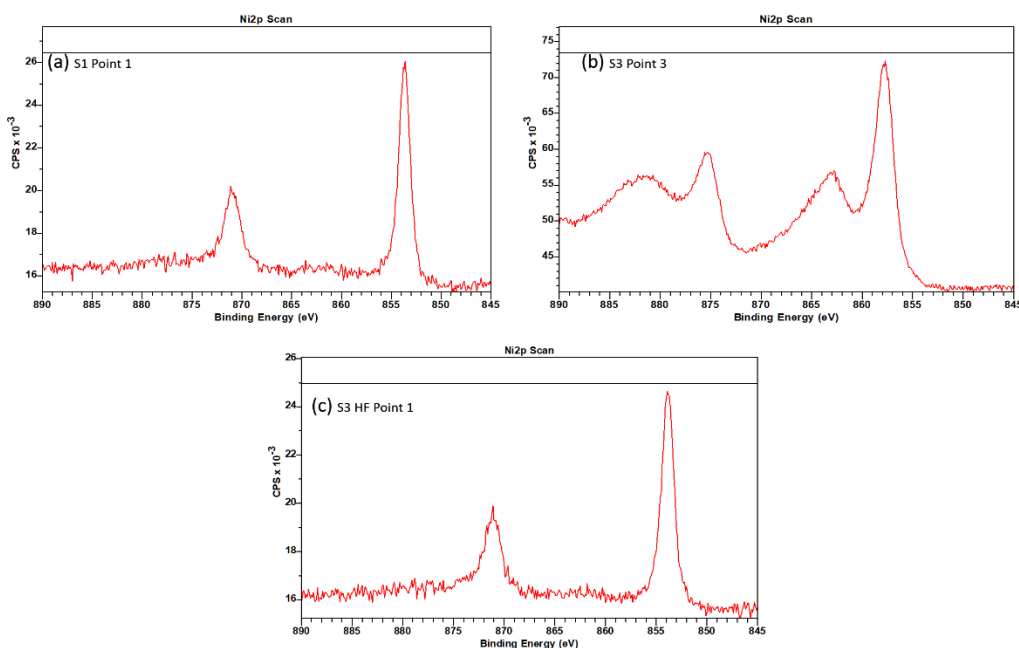 Ni2p Scan
(a) S1 Point 1
CPS x 10⁻³
26
24
22
20
18
16
890 885 880 875 870 865 860 855 850 845
Binding Energy (eV)
Ni2p Scan
(b) S3 Point 3
CPS x 10⁻³
75
70
65
60
55
50
45
890 880 870 860 855 850 845
Binding Energy (eV)
Ni2p Scan
(c) S3 HF Point 1
CPS x 10⁻³
26
24
22
20
18
16
890 885 880 875 870 865 860 855 850 845
Binding Energy (eV)